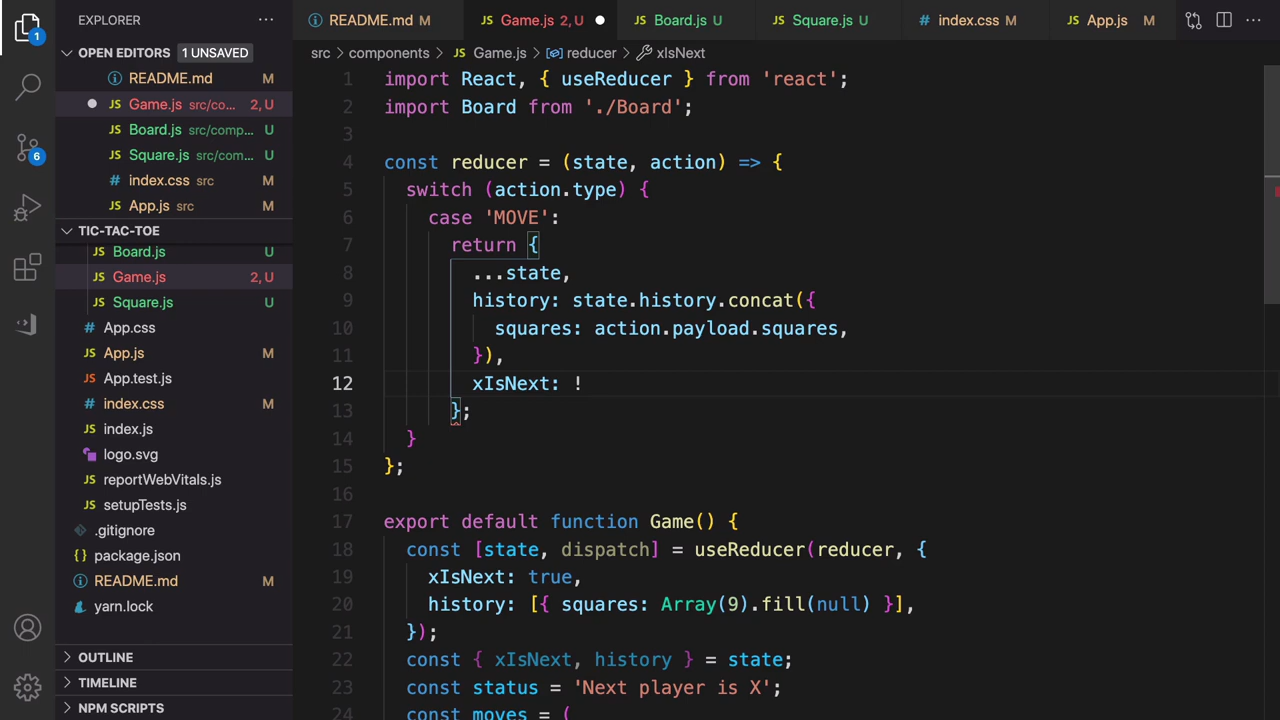 EXPLORER
README.md M
Game.js 2, U
Board.js U
Square.js U
index.css M
App.js M
OPEN EDITORS 1 UNSAVED
README.md M
Game.js src/co... 2, U
Board.js src/comp... U
Square.js src/com... U
index.css src M
App.js src M
TIC-TAC-TOE
Board.js U
Game.js 2, U
Square.js U
App.css
App.js M
App.test.js
index.css M
index.js
logo.svg
reportWebVitals.js
setupTests.js
.gitignore
package.json
README.md M
yarn.lock
OUTLINE
TIMELINE
NPM SCRIPTS
1
6
src > components > JS Game.js > reducer > xIsNext
1 import React, { useReducer } from 'react';
2 import Board from './Board';
3
4 const reducer = (state, action) => {
5 switch (action.type) {
6 case 'MOVE':
7 return {
8 ...state,
9 history: state.history.concat({
10 squares: action.payload.squares,
11 }),
12 xIsNext: !
13 };
14 }
15 };
16
17 export default function Game() {
18 const [state, dispatch] = useReducer(reducer, {
19 xIsNext: true,
20 history: [{ squares: Array(9).fill(null) }],
21 });
22 const { xIsNext, history } = state;
23 const status = 'Next player is X';
24 const moves = (